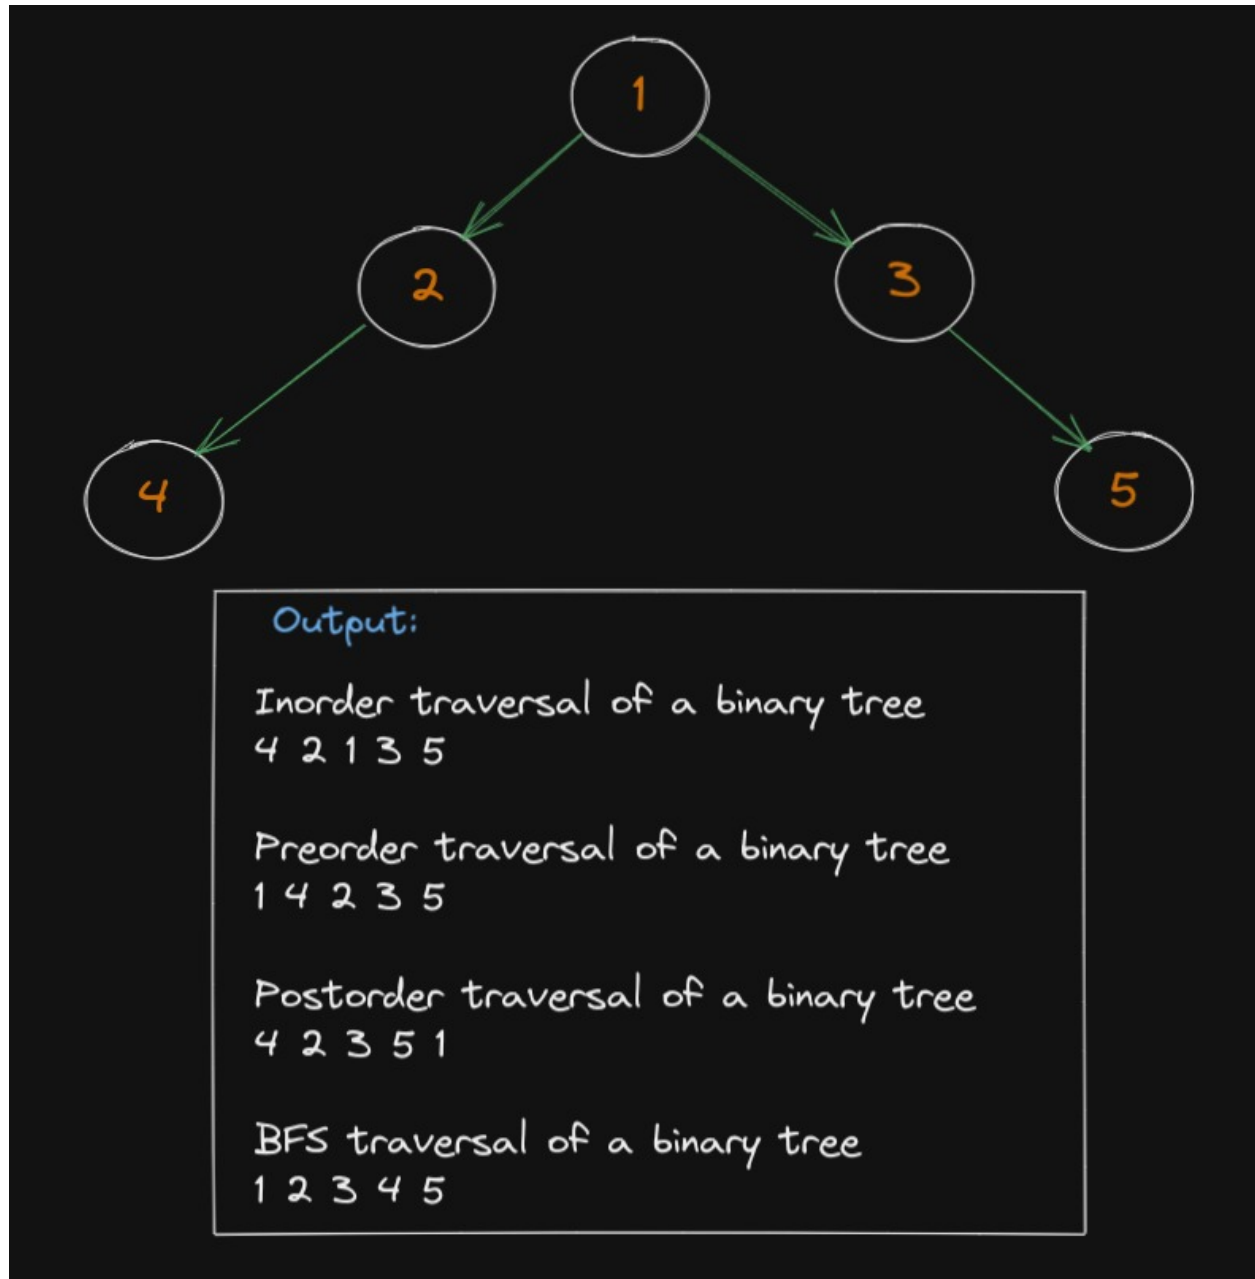 1
2
3
4
5
Output:
Inorder traversal of a binary tree
4 2 1 3 5
Preorder traversal of a binary tree
1 4 2 3 5
Postorder traversal of a binary tree
4 2 3 5 1
BFS traversal of a binary tree
1 2 3 4 5